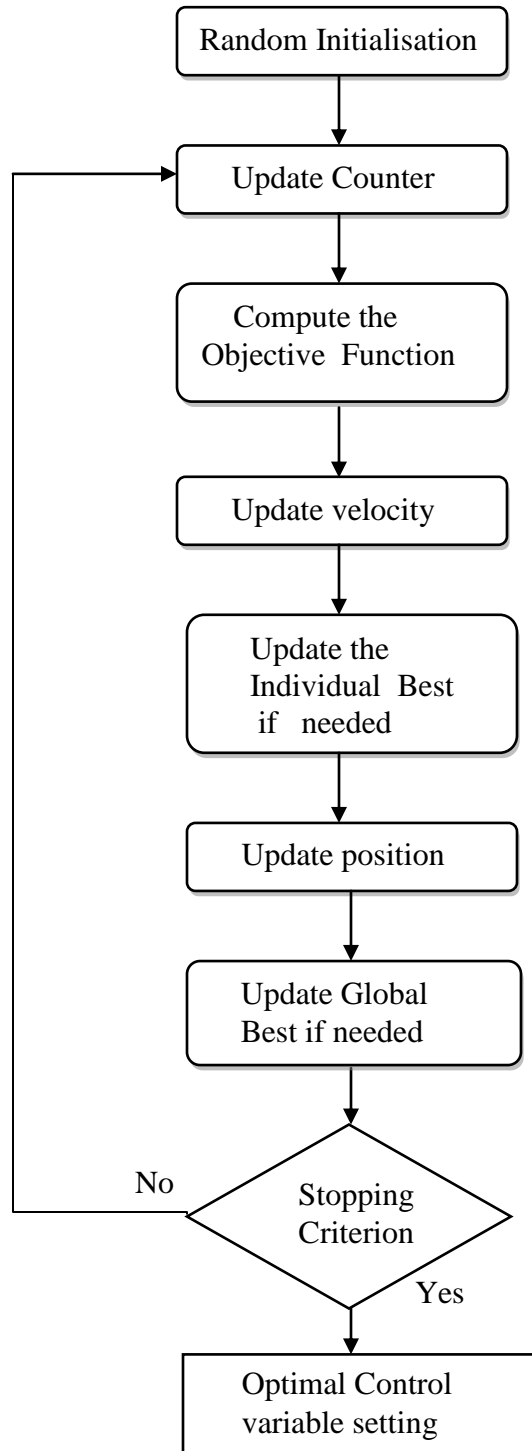 Random Initialisation
Update Counter
Compute the
Objective Function
Update velocity
Update the
Individual Best
if needed
Update position
Update Global
Best if needed
No
Stopping
Criterion
Yes
Optimal Control
variable setting